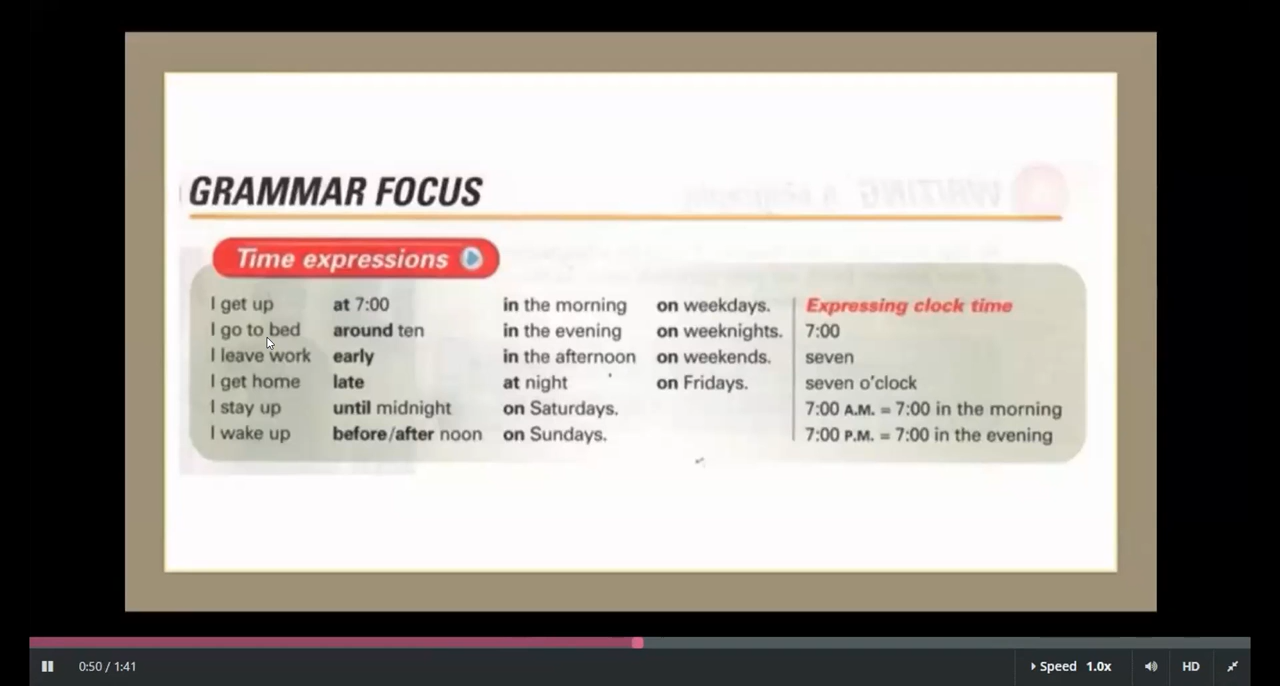 GRAMMAR FOCUS
Time expressions
I get up at 7:00 in the morning on weekdays.
I go to bed around ten in the evening on weeknights.
I leave work early in the afternoon on weekends.
I get home late at night on Fridays.
I stay up until midnight on Saturdays.
I wake up before/after noon on Sundays.
Expressing clock time
7:00
seven
seven o'clock
7:00 A.M. = 7:00 in the morning
7:00 P.M. = 7:00 in the evening
WRITING
0:50 / 1:41
Speed 1.0x
HD